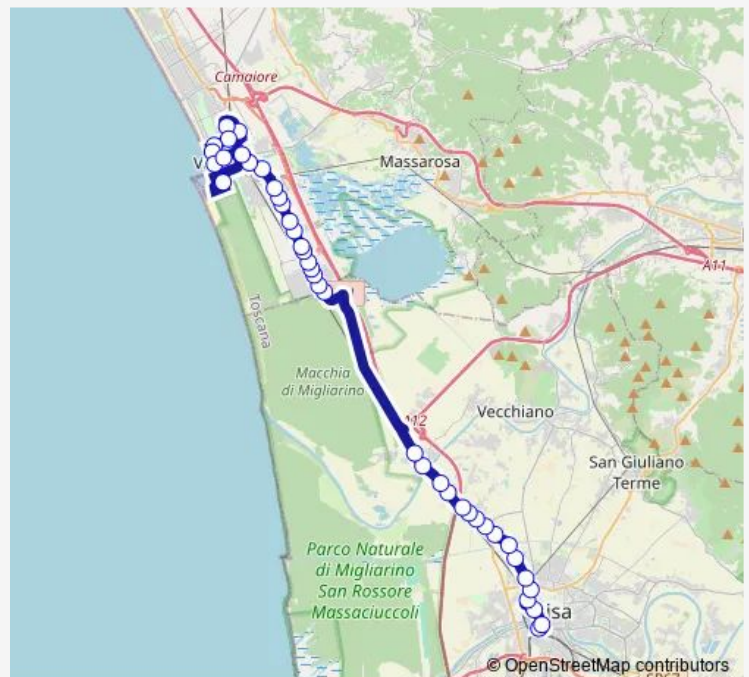 Camaiore
V
Massarosa
A11
Toscana
Macchia
di Migliarino
A12
Vecchiano
San Giuliano
Terme
Parco Naturale
di Migliarino
San Rossore
Massaciuccoli
isa
© OpenStreetMap contributors